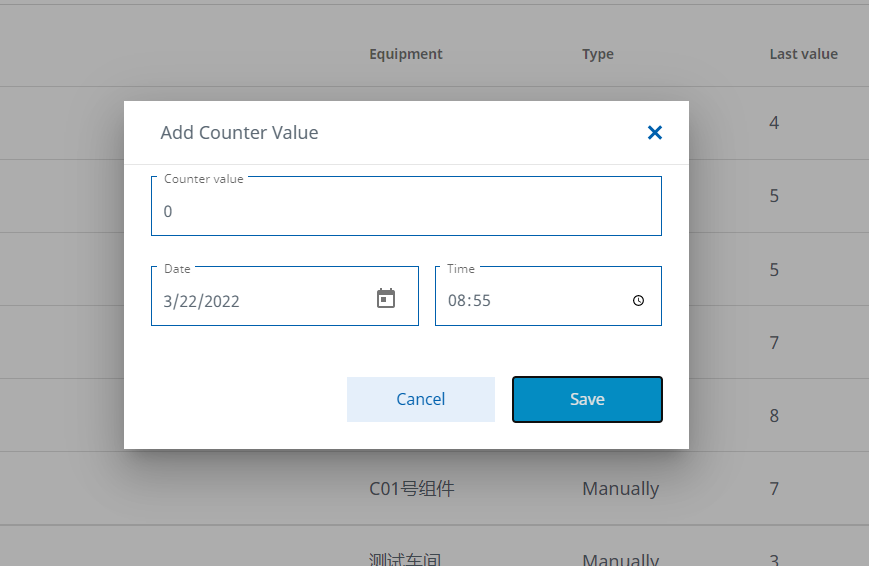 Equipment Type Last value
4
Add Counter Value
Counter value
0
5
Date Time
5
3/22/2022 08:55
7
Cancel Save
8
C01号组件 Manually 7
测试车间 Manually 3